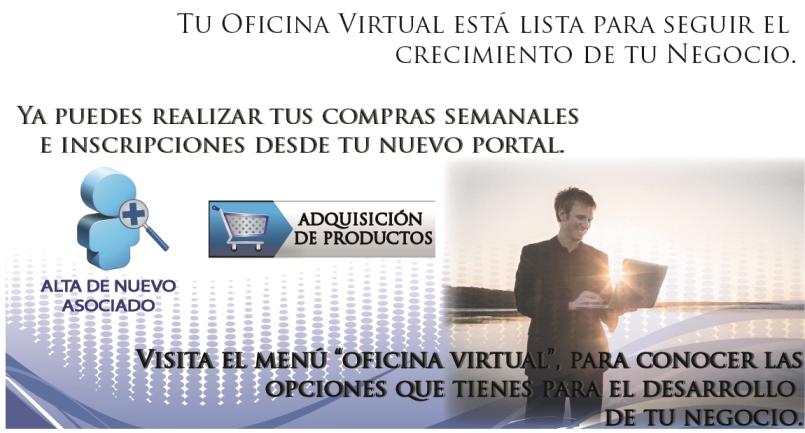 Tu Oficina Virtual está lista para seguir el
crecimiento de tu Negocio.
Ya puedes realizar tus compras semanales
e inscripciones desde tu nuevo portal.
ADQUISICIÓN
DE PRODUCTOS
ALTA DE NUEVO
ASOCIADO
Visita el menú “oficina virtual”, para conocer las
opciones que tienes para el desarrollo
de tu negocio.